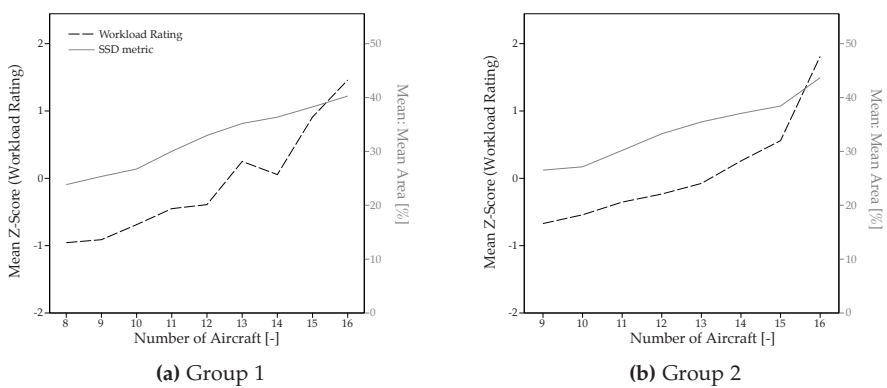 2
1
0
-1
-2
Mean Z-Score (Workload Rating)
Workload Rating
SSD metric
50
40
30
20
10
0
Mean: Mean Area [%]
8 9 10 11 12 13 14 15 16
Number of Aircraft [-]
(a) Group 1
2
1
0
-1
-2
Mean Z-Score (Workload Rating)
50
40
30
20
10
0
Mean: Mean Area [%]
9 10 11 12 13 14 15 16
Number of Aircraft [-]
(b) Group 2